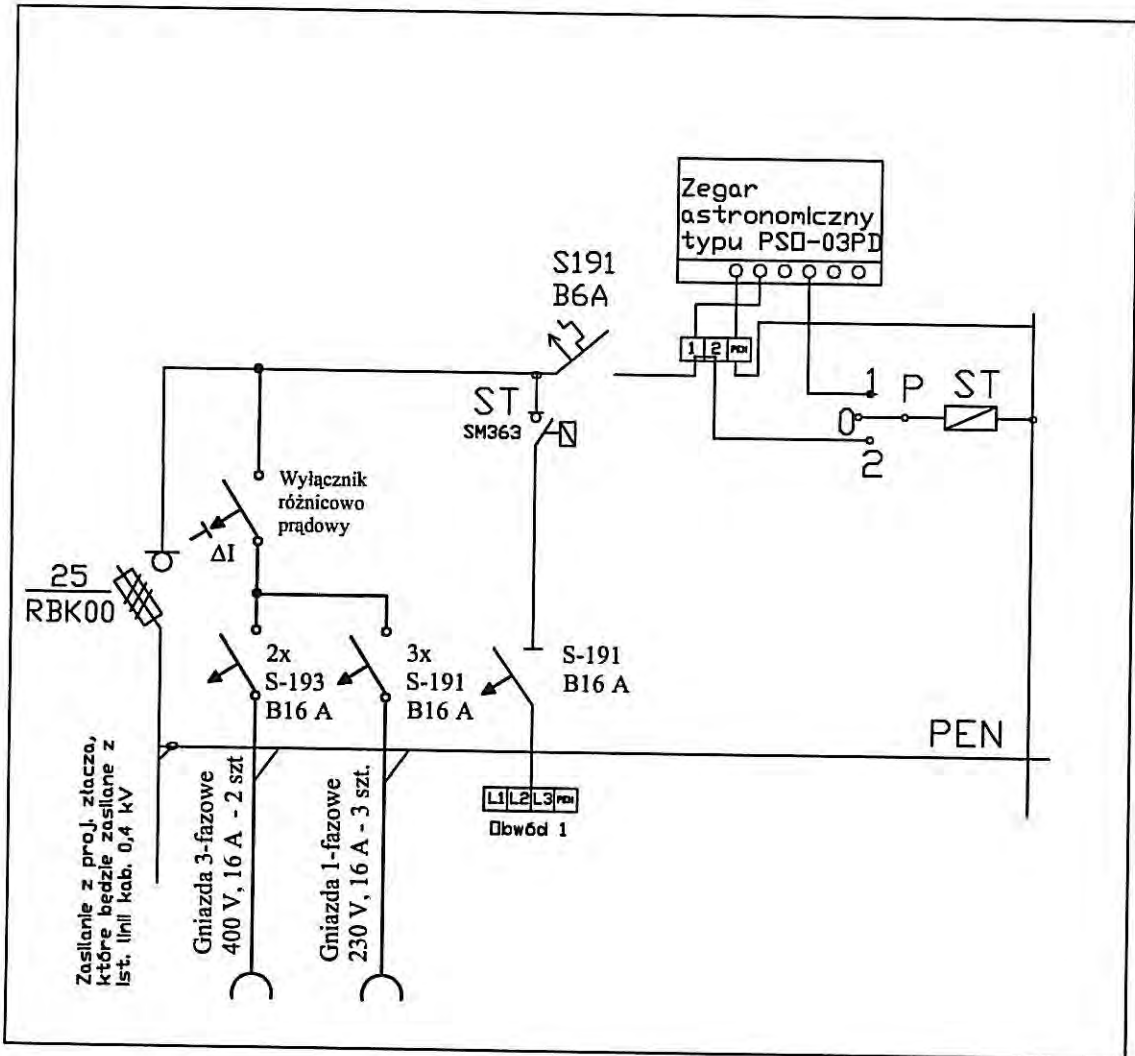 Zegar
astronomiczny
typu PSO-03PD
S191
B6A
1 2 PEN
ST
SM363
1
P
ST
2
Wyłącznik
różnicowo
prądowy
ΔI
25
RBK00
2x
S-193
B16 A
3x
S-191
B16 A
S-191
B16 A
PEN
L1 L2 L3 PEN
Obwód 1
Zasilanie z proj. złacza,
które bedzie zasilane z
Ist. linii kab. 0,4 kV
Gniazda 3-fazowe
400 V, 16 A - 2 szt
Gniazda 1-fazowe
230 V, 16 A - 3 szt.